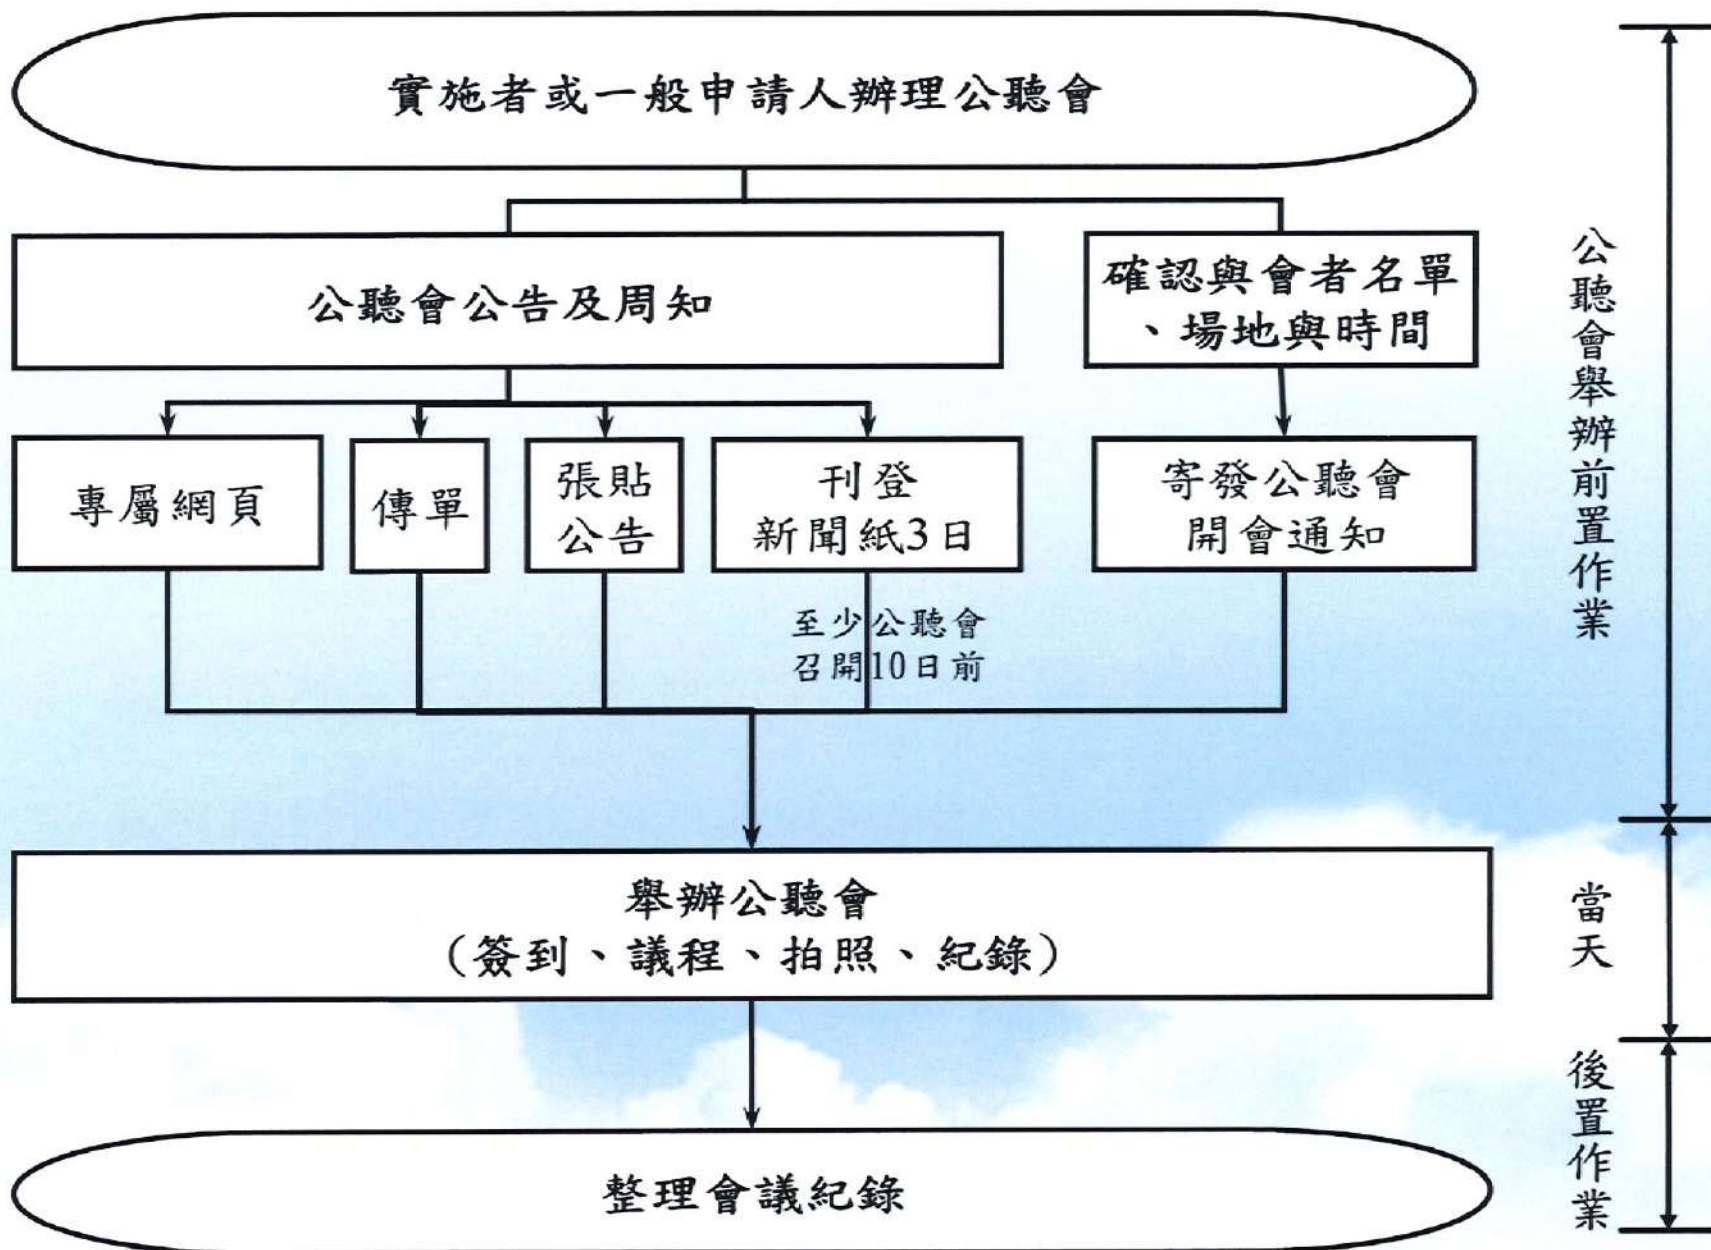 實施者或一般申請人辦理公聽會
公聽會公告及周知
確認與會者名單
、場地與時間
專屬網頁
傳單
張貼
公告
刊登
新聞紙3日
寄發公聽會
開會通知
至少公聽會
召開10日前
舉辦公聽會
（簽到、議程、拍照、紀錄）
整理會議紀錄
公聽會舉辦前置作業
當天
後置作業